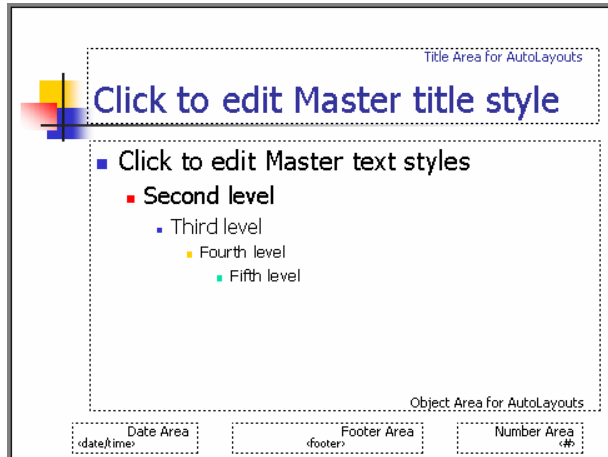 Title Area for AutoLayouts
Click to edit Master title style
Click to edit Master text styles
Second level
Third level
Fourth level
Fifth level
Object Area for AutoLayouts
Date Area
‹date/time›
Footer Area
‹footer›
Number Area
‹#›